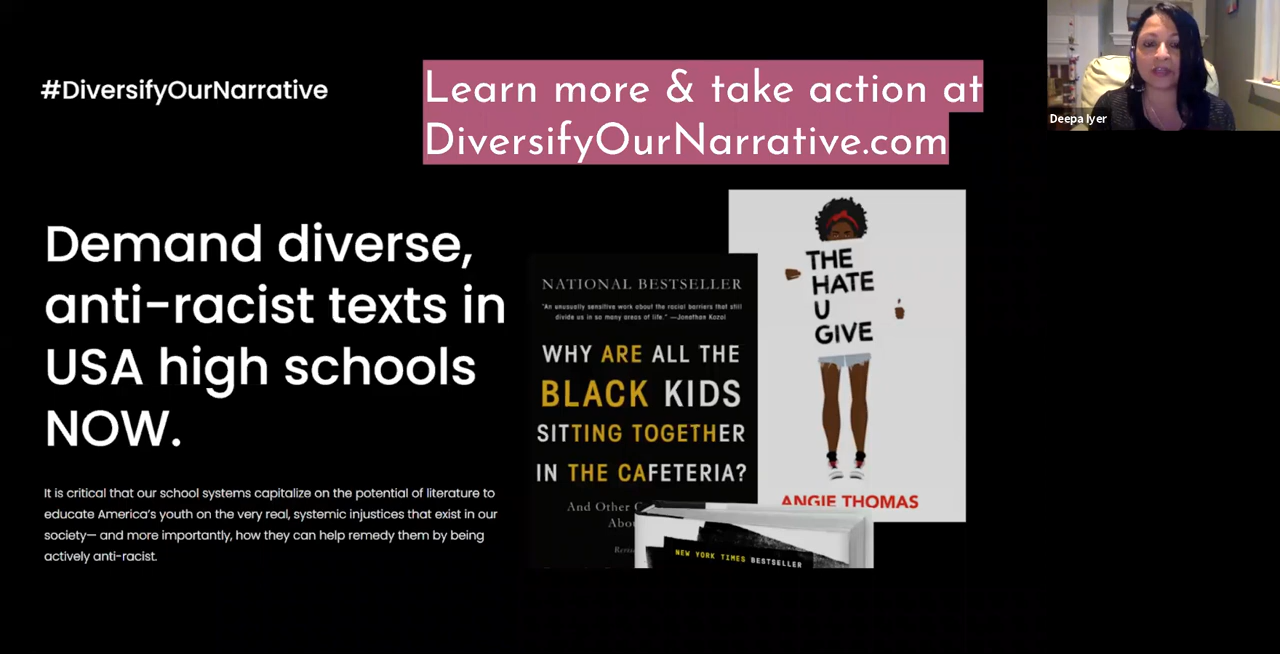 #DiversifyOurNarrative
Learn more & take action at
DiversifyOurNarrative.com
Deepa Iyer
Demand diverse,
anti-racist texts in
USA high schools
NOW.
It is critical that our school systems capitalize on the potential of literature to
educate America's youth on the very real, systemic injustices that exist in our
society— and more importantly, how they can help remedy them by being
actively anti-racist.
NATIONAL BESTSELLER
"An unusually sensitive work about the racial barriers that still
divide us in so many areas of life." —Jonathan Kozol
WHY ARE ALL THE
BLACK KIDS
SITTING TOGETHER
IN THE CAFETERIA?
And Other
THE
HATE
U
GIVE
ANGIE THOMAS
NEW YORK TIMES BESTSELLER